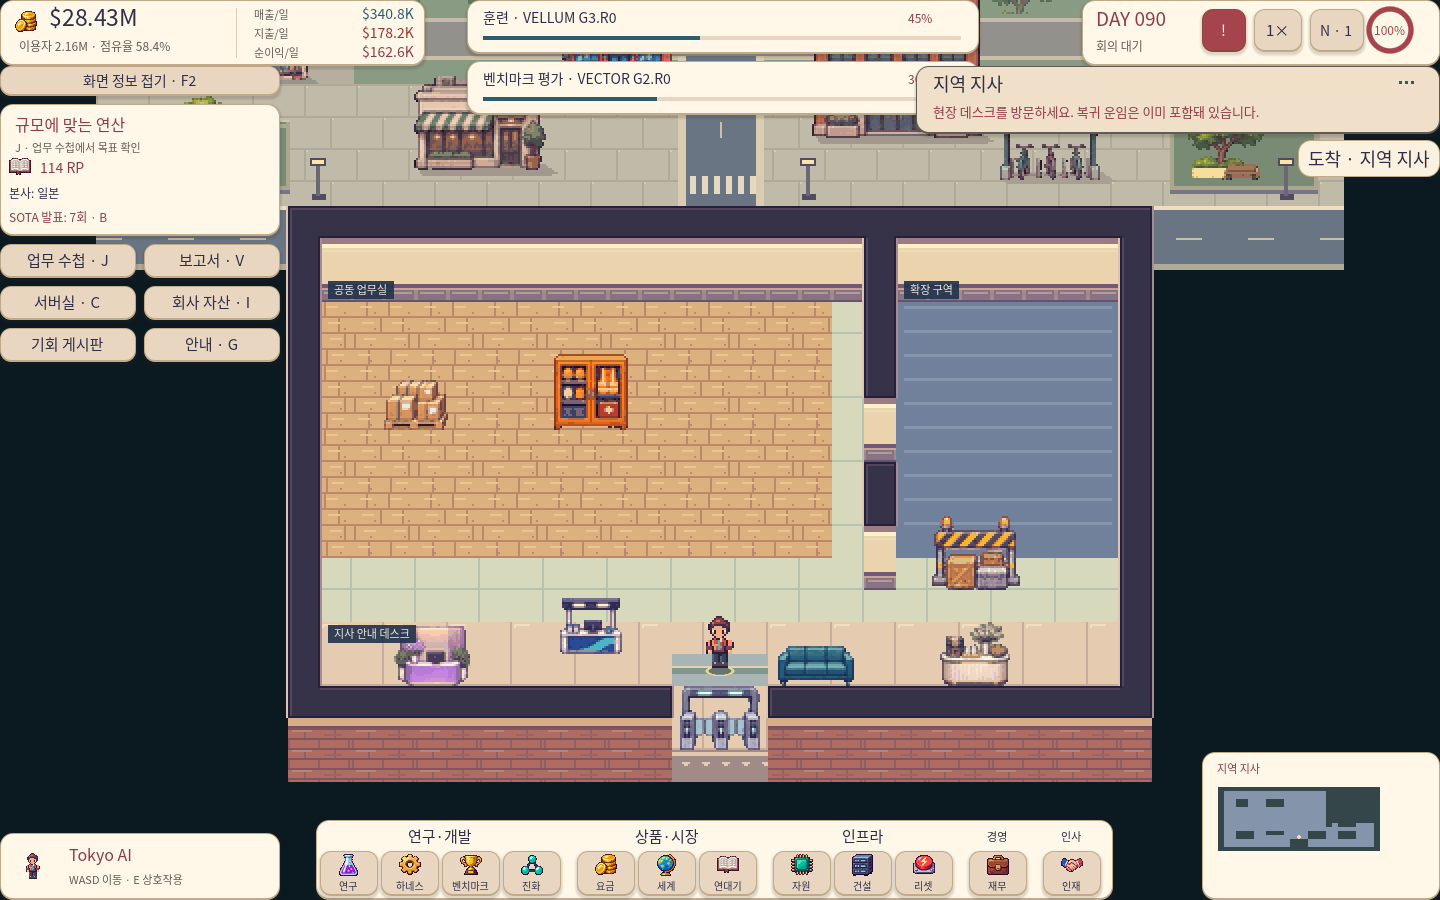 $28.43M
이용자 2.16M · 점유율 58.4%
매출/일 $340.8K
지출/일 $178.2K
순이익/일 $162.6K
화면 정보 접기 · F2
규모에 맞는 연산
J · 업무 수첩에서 목표 확인
114 RP
본사: 일본
SOTA 발표: 7회 · B
업무 수첩 · J
보고서 · V
서버실 · C
회사 자산 · I
기회 게시판
안내 · G
훈련 · VELLUM G3.R0
45%
벤치마크 평가 · VECTOR G2.R0
DAY 090
회의 대기
!
1×
N · 1
100%
지역 지사
...
현장 데스크를 방문하세요. 복귀 운임은 이미 포함돼 있습니다.
도착 · 지역 지사
공동 업무실
확장 구역
지사 안내 데스크
지역 지사
Tokyo AI
WASD 이동 · E 상호작용
연구·개발
상품·시장
인프라
경영
인사
연구
하네스
벤치마크
진화
요금
세계
연대기
자원
건설
리셋
재무
인재